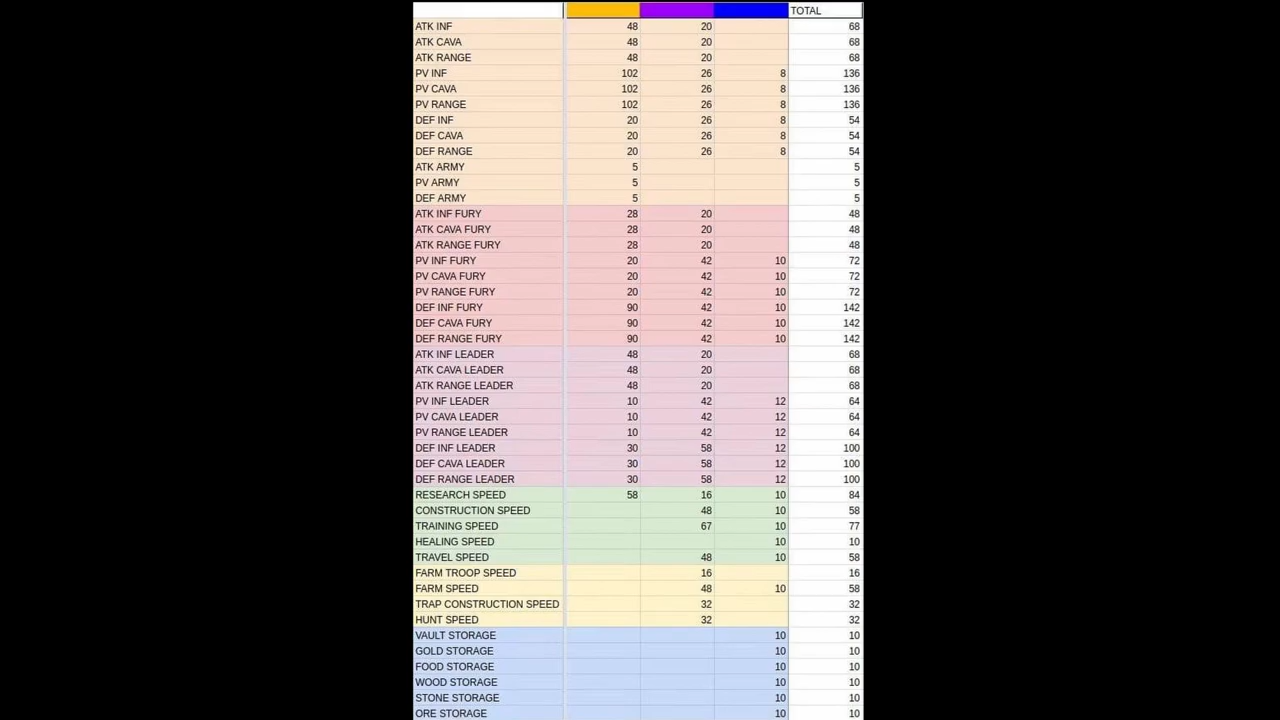 TOTAL
ATK INF 48 20 68
ATK CAVA 48 20 68
ATK RANGE 48 20 68
PV INF 102 26 8 136
PV CAVA 102 26 8 136
PV RANGE 102 26 8 136
DEF INF 20 26 8 54
DEF CAVA 20 26 8 54
DEF RANGE 20 26 8 54
ATK ARMY 5 5
PV ARMY 5 5
DEF ARMY 5 5
ATK INF FURY 28 20 48
ATK CAVA FURY 28 20 48
ATK RANGE FURY 28 20 48
PV INF FURY 20 42 10 72
PV CAVA FURY 20 42 10 72
PV RANGE FURY 20 42 10 72
DEF INF FURY 90 42 10 142
DEF CAVA FURY 90 42 10 142
DEF RANGE FURY 90 42 10 142
ATK INF LEADER 48 20 68
ATK CAVA LEADER 48 20 68
ATK RANGE LEADER 48 20 68
PV INF LEADER 10 42 12 64
PV CAVA LEADER 10 42 12 64
PV RANGE LEADER 10 42 12 64
DEF INF LEADER 30 58 12 100
DEF CAVA LEADER 30 58 12 100
DEF RANGE LEADER 30 58 12 100
RESEARCH SPEED 58 16 10 84
CONSTRUCTION SPEED 48 10 58
TRAINING SPEED 67 10 77
HEALING SPEED 10 10
TRAVEL SPEED 48 10 58
FARM TROOP SPEED 16 16
FARM SPEED 48 10 58
TRAP CONSTRUCTION SPEED 32 32
HUNT SPEED 32 32
VAULT STORAGE 10 10
GOLD STORAGE 10 10
FOOD STORAGE 10 10
WOOD STORAGE 10 10
STONE STORAGE 10 10
ORE STORAGE 10 10